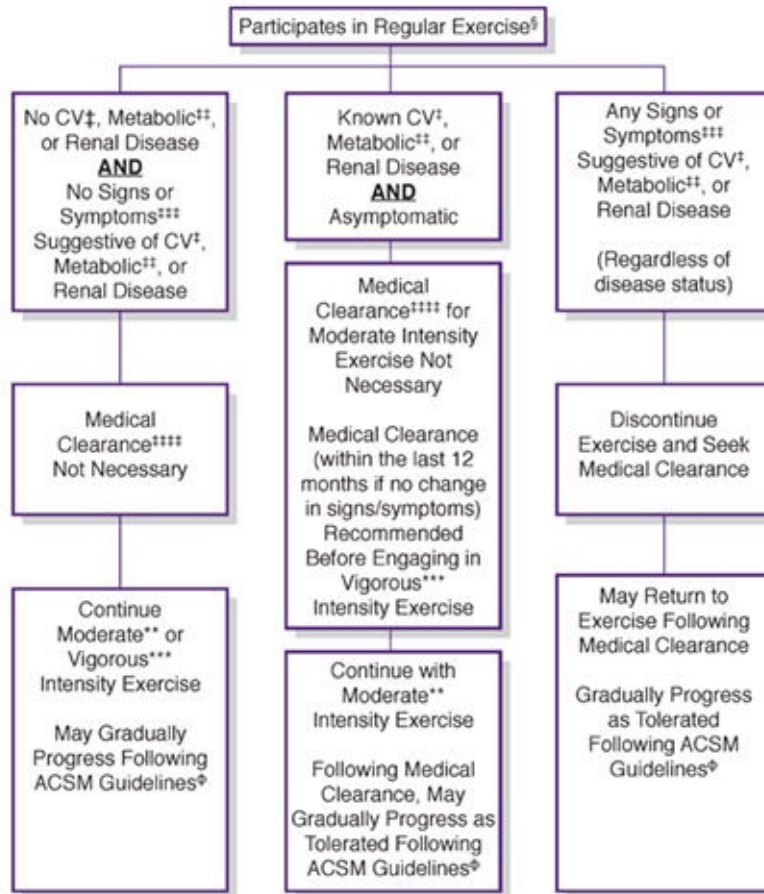 Participates in Regular Exercise§
No CV‡, Metabolic‡‡,
or Renal Disease
AND
No Signs or
Symptoms‡‡‡
Suggestive of CV‡,
Metabolic‡‡, or
Renal Disease
Medical
Clearance‡‡‡‡
Not Necessary
Continue
Moderate** or
Vigorous***
Intensity Exercise
May Gradually
Progress Following
ACSM GuidelinesΦ
Known CV‡,
Metabolic‡‡, or
Renal Disease
AND
Asymptomatic
Medical
Clearance‡‡‡‡ for
Moderate Intensity
Exercise Not
Necessary
Medical Clearance
(within the last 12
months if no change
in signs/symptoms)
Recommended
Before Engaging in
Vigorous***
Intensity Exercise
Continue with
Moderate**
Intensity Exercise
Following Medical
Clearance, May
Gradually Progress as
Tolerated Following
ACSM GuidelinesΦ
Any Signs or
Symptoms‡‡‡
Suggestive of CV‡,
Metabolic‡‡, or
Renal Disease
(Regardless of
disease status)
Discontinue
Exercise and Seek
Medical Clearance
May Return to
Exercise Following
Medical Clearance
Gradually Progress
as Tolerated
Following ACSM
GuidelinesΦ